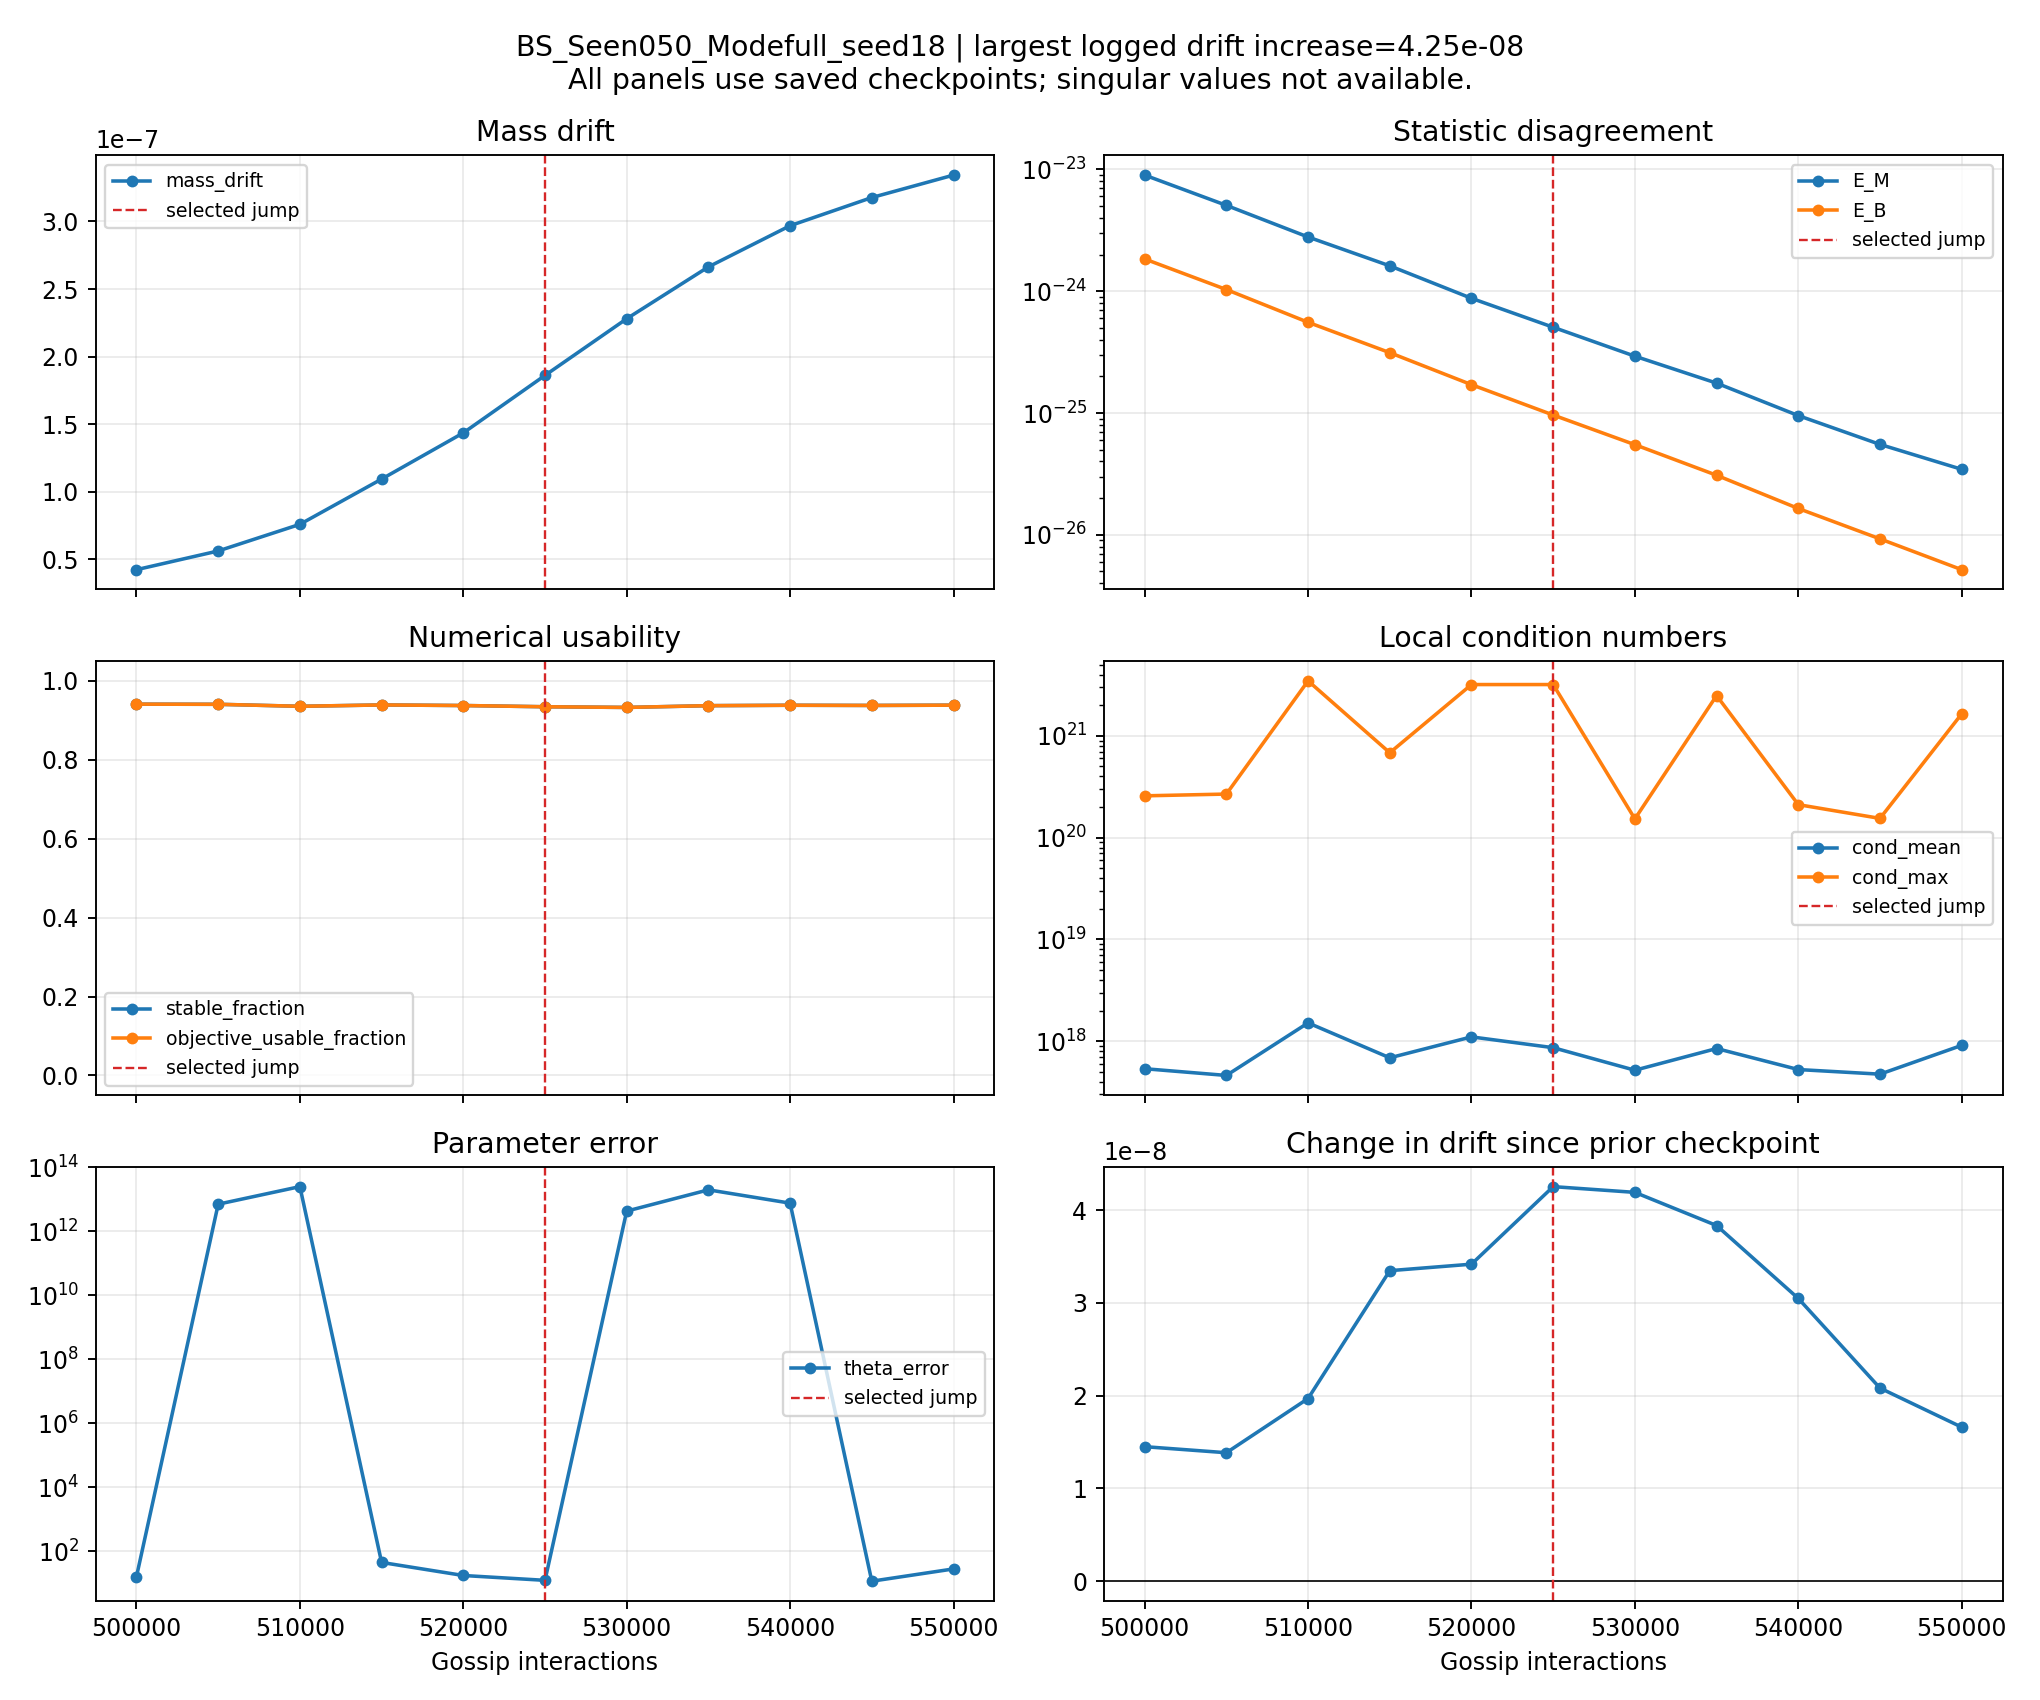 BS_Seen050_Modefull_seed18 | largest logged drift increase=4.25e-08
All panels use saved checkpoints; singular values not available.
Mass drift
1e−7
3.0
2.5
2.0
1.5
1.0
0.5
mass_drift
selected jump
Statistic disagreement
10^−23
10^−24
10^−25
10^−26
E_M
E_B
selected jump
Numerical usability
1.0
0.8
0.6
0.4
0.2
0.0
stable_fraction
objective_usable_fraction
selected jump
Local condition numbers
10^21
10^20
10^19
10^18
cond_mean
cond_max
selected jump
Parameter error
10^14
10^12
10^10
10^8
10^6
10^4
10^2
theta_error
selected jump
500000 510000 520000 530000 540000 550000
Gossip interactions
Change in drift since prior checkpoint
1e−8
4
3
2
1
0
500000 510000 520000 530000 540000 550000
Gossip interactions